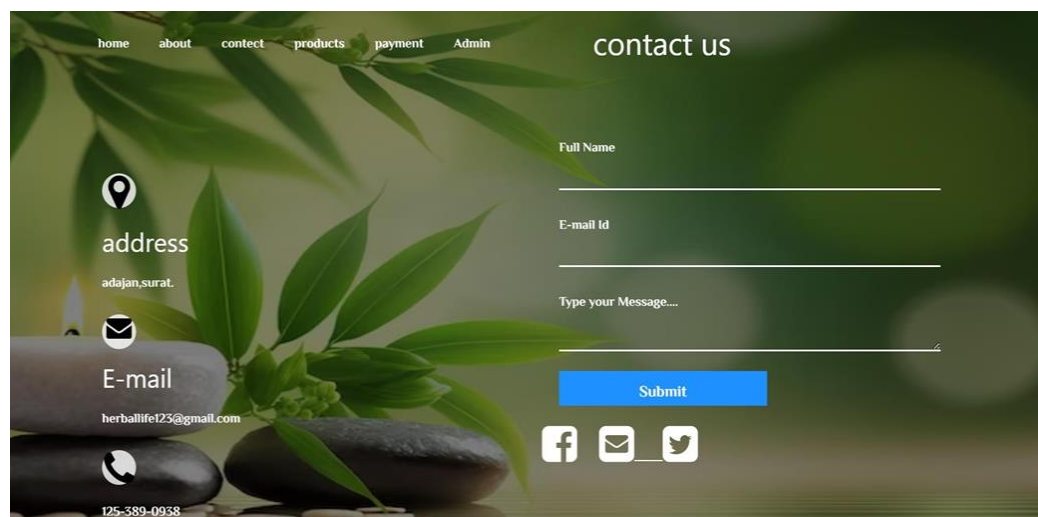 home about contect products payment Admin
contact us
address
adajan,surat.
E-mail
herballife123@gmail.com
125-389-0938
Full Name
E-mail Id
Type your Message....
Submit